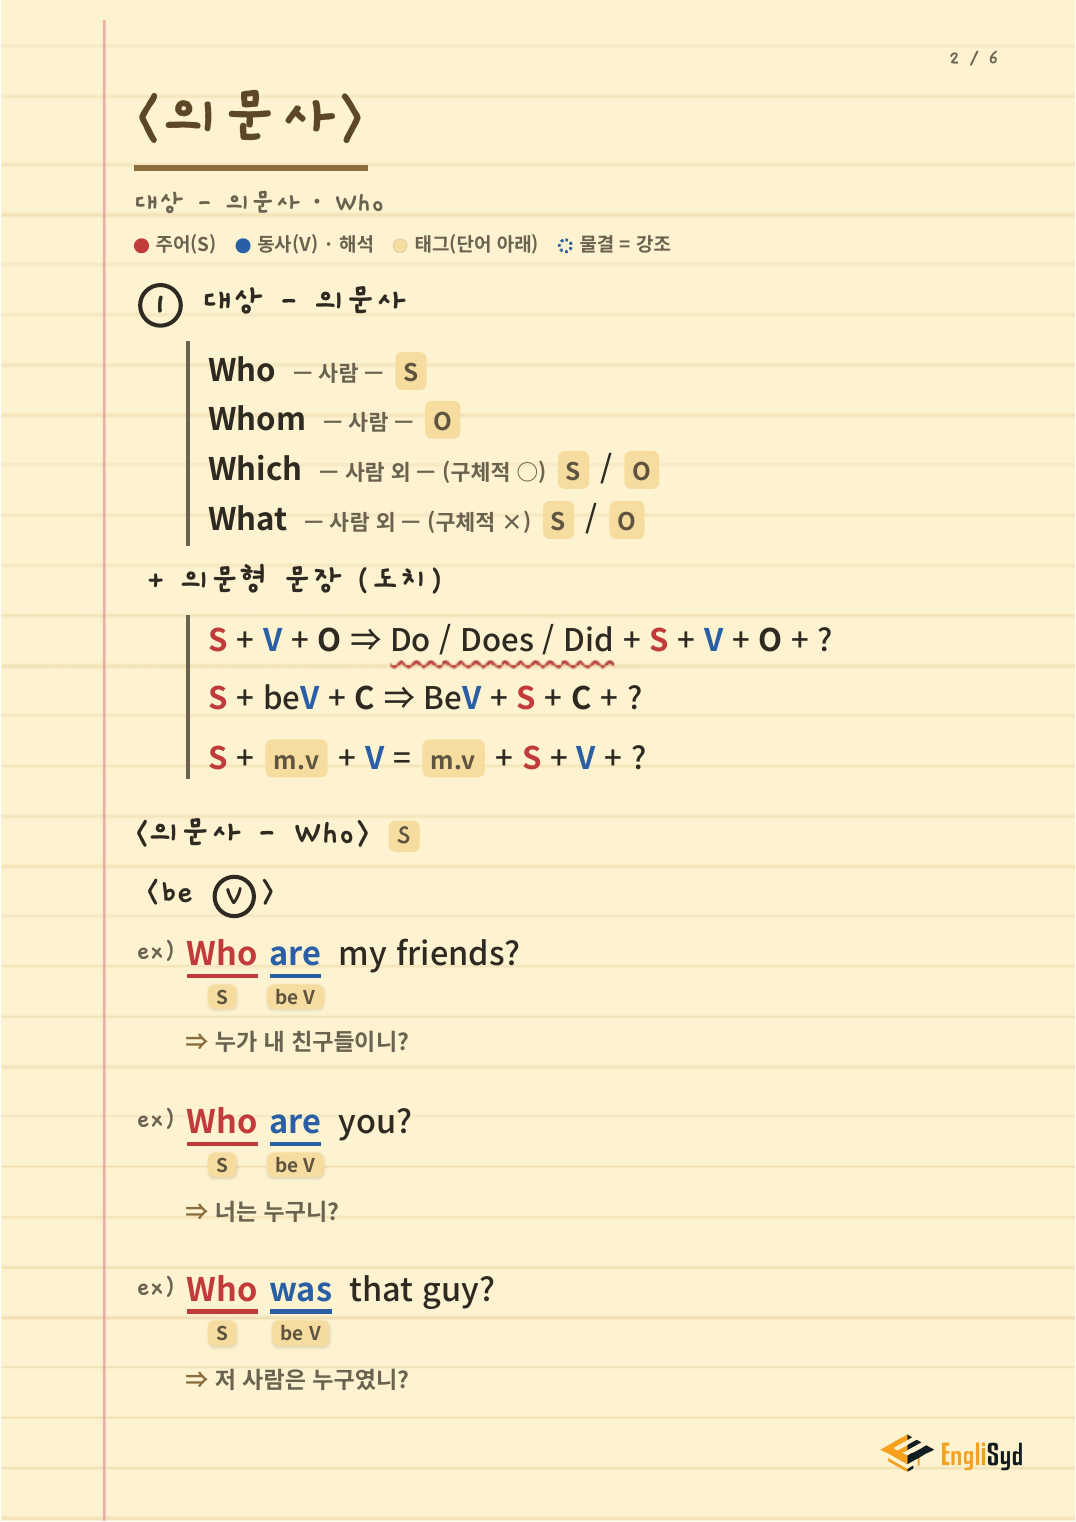 2 / 6
<의문사>
대상 - 의문사 · Who
주어(S) 동사(V) · 해석 태그(단어 아래) 물결 = 강조
1 대상 - 의문사
Who — 사람 — S
Whom — 사람 — O
Which — 사람 외 — (구체적 ○) S / O
What — 사람 외 — (구체적 ×) S / O
+ 의문형 문장 (도치)
S + V + O ⇒ Do / Does / Did + S + V + O + ?
S + beV + C ⇒ BeV + S + C + ?
S + m.v + V = m.v + S + V + ?
<의문사 - Who> S
<be V>
ex) Who are my friends?
S be V
⇒ 누가 내 친구들이니?
ex) Who are you?
S be V
⇒ 너는 누구니?
ex) Who was that guy?
S be V
⇒ 저 사람은 누구였니?
EngliSyd